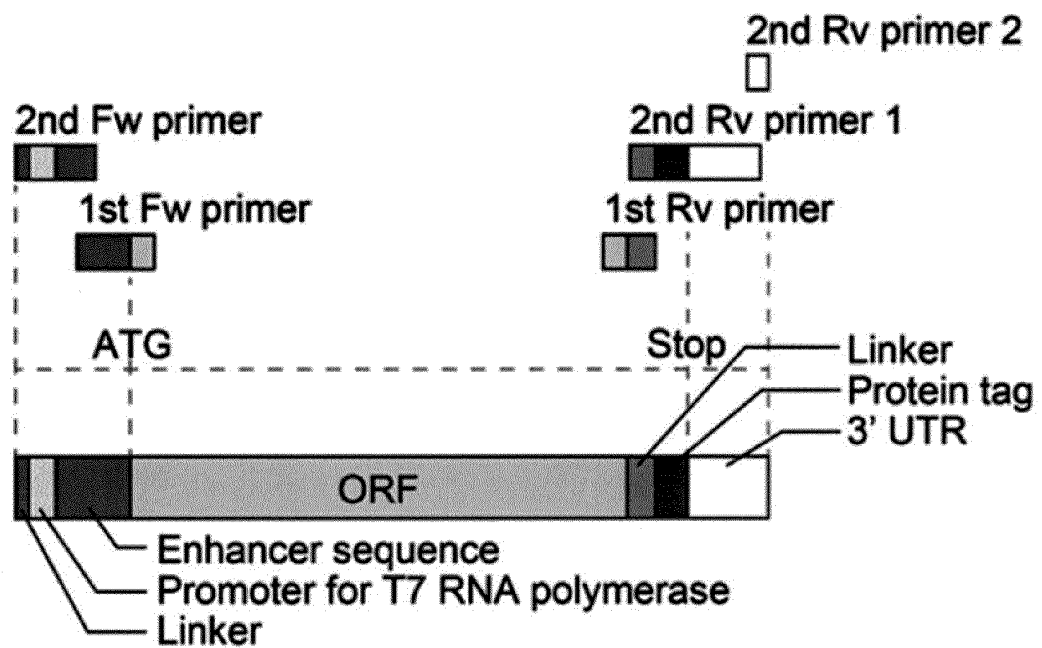 2nd Rv primer 2
2nd Fw primer
2nd Rv primer 1
1st Fw primer
1st Rv primer
ATG
Stop
Linker
Protein tag
3' UTR
ORF
Enhancer sequence
Promoter for T7 RNA polymerase
Linker